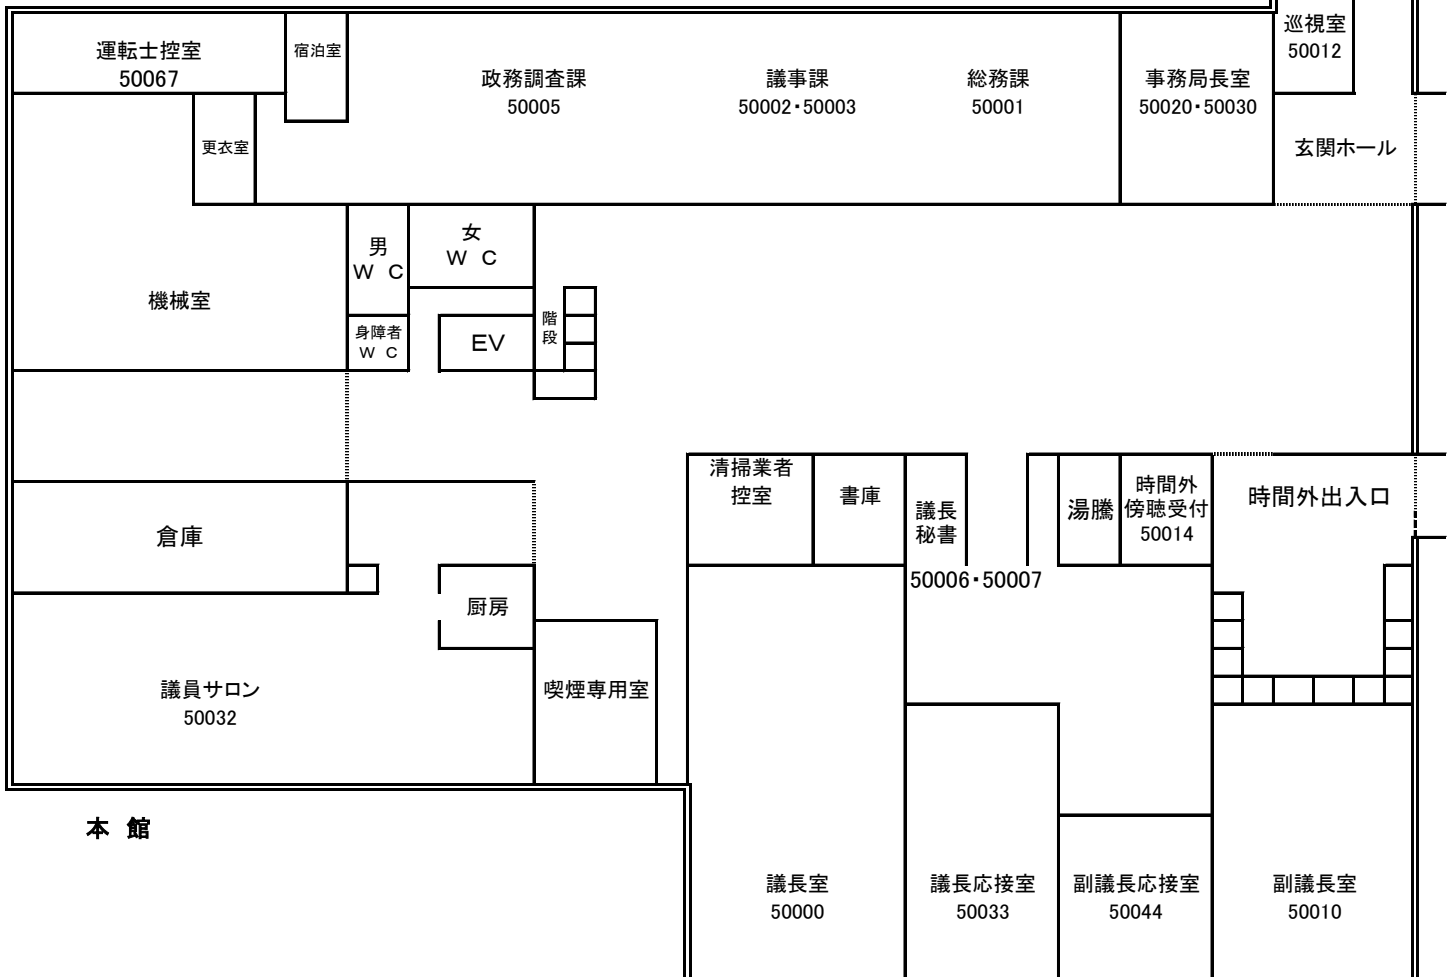 運転士控室
50067
宿泊室
政務調査課
50005
議事課
50002・50003
総務課
50001
事務局長室
50020・50030
巡視室
50012
更衣室
玄関ホール
男
W C
女
W C
機械室
身障者
W C
EV
階
段
清掃業者
控室
書庫
議長
秘書
50006・50007
湯騰
時間外
傍聴受付
50014
時間外出入口
倉庫
厨房
議員サロン
50032
喫煙専用室
本 館
議長室
50000
議長応接室
50033
副議長応接室
50044
副議長室
50010